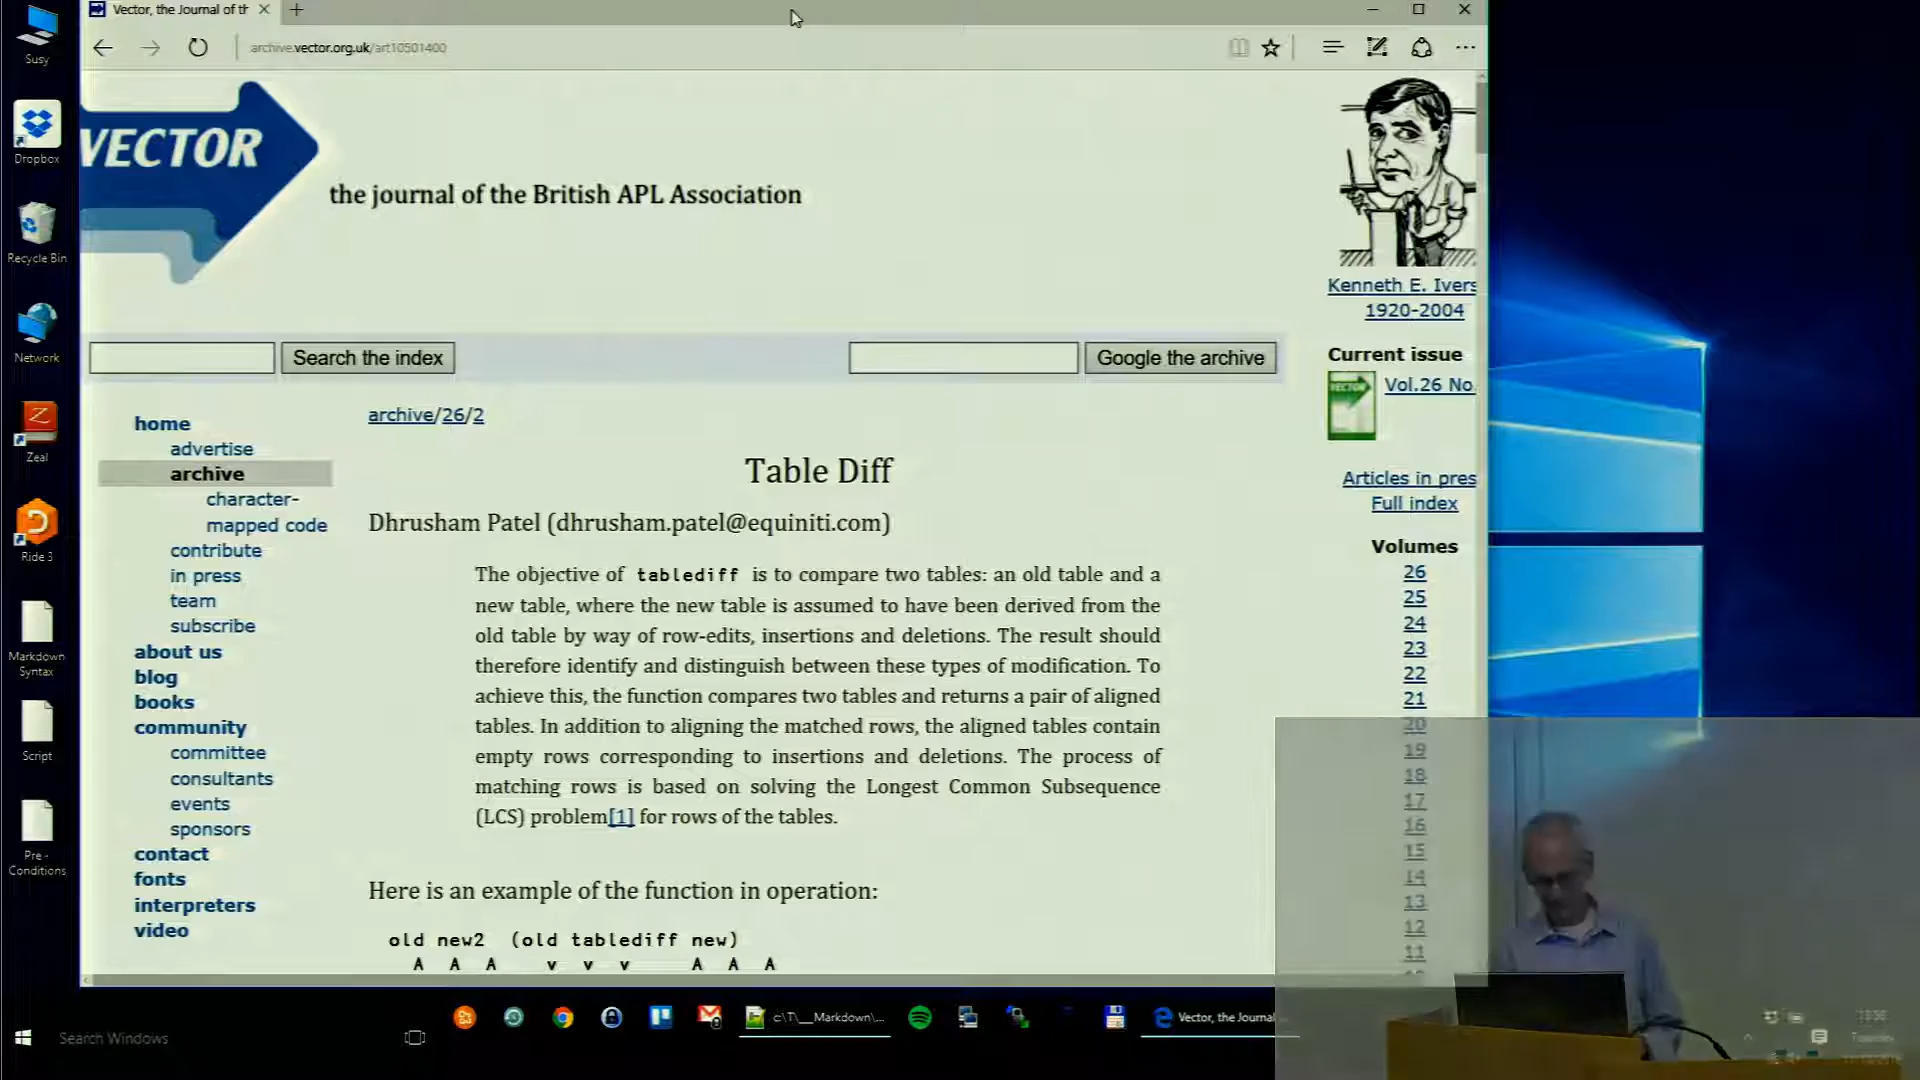 Susy
Dropbox
Recycle Bin
Network
Zeal
Ride 3
Markdown
Syntax
Script
Pre -
Conditions
Vector, the Journal of th
archive.vector.org.uk/art10501400
VECTOR
the journal of the British APL Association
Kenneth E. Ivers
1920-2004
Search the index
Google the archive
Current issue
VECTOR
Vol.26 No.
Articles in pres
Full index
Volumes
26
25
24
23
22
21
20
19
18
17
16
15
14
13
12
11
home
advertise
archive
character-
mapped code
contribute
in press
team
subscribe
about us
blog
books
community
committee
consultants
events
sponsors
contact
fonts
interpreters
video
archive/26/2
Table Diff
Dhrusham Patel (dhrusham.patel@equiniti.com)
The objective of tablediff is to compare two tables: an old table and a
new table, where the new table is assumed to have been derived from the
old table by way of row-edits, insertions and deletions. The result should
therefore identify and distinguish between these types of modification. To
achieve this, the function compares two tables and returns a pair of aligned
tables. In addition to aligning the matched rows, the aligned tables contain
empty rows corresponding to insertions and deletions. The process of
matching rows is based on solving the Longest Common Subsequence
(LCS) problem[1] for rows of the tables.
Here is an example of the function in operation:
old new2 (old tablediff new)
A A A v v v A A A
Search Windows
c:\T\__Markdown\...
Vector, the Journal